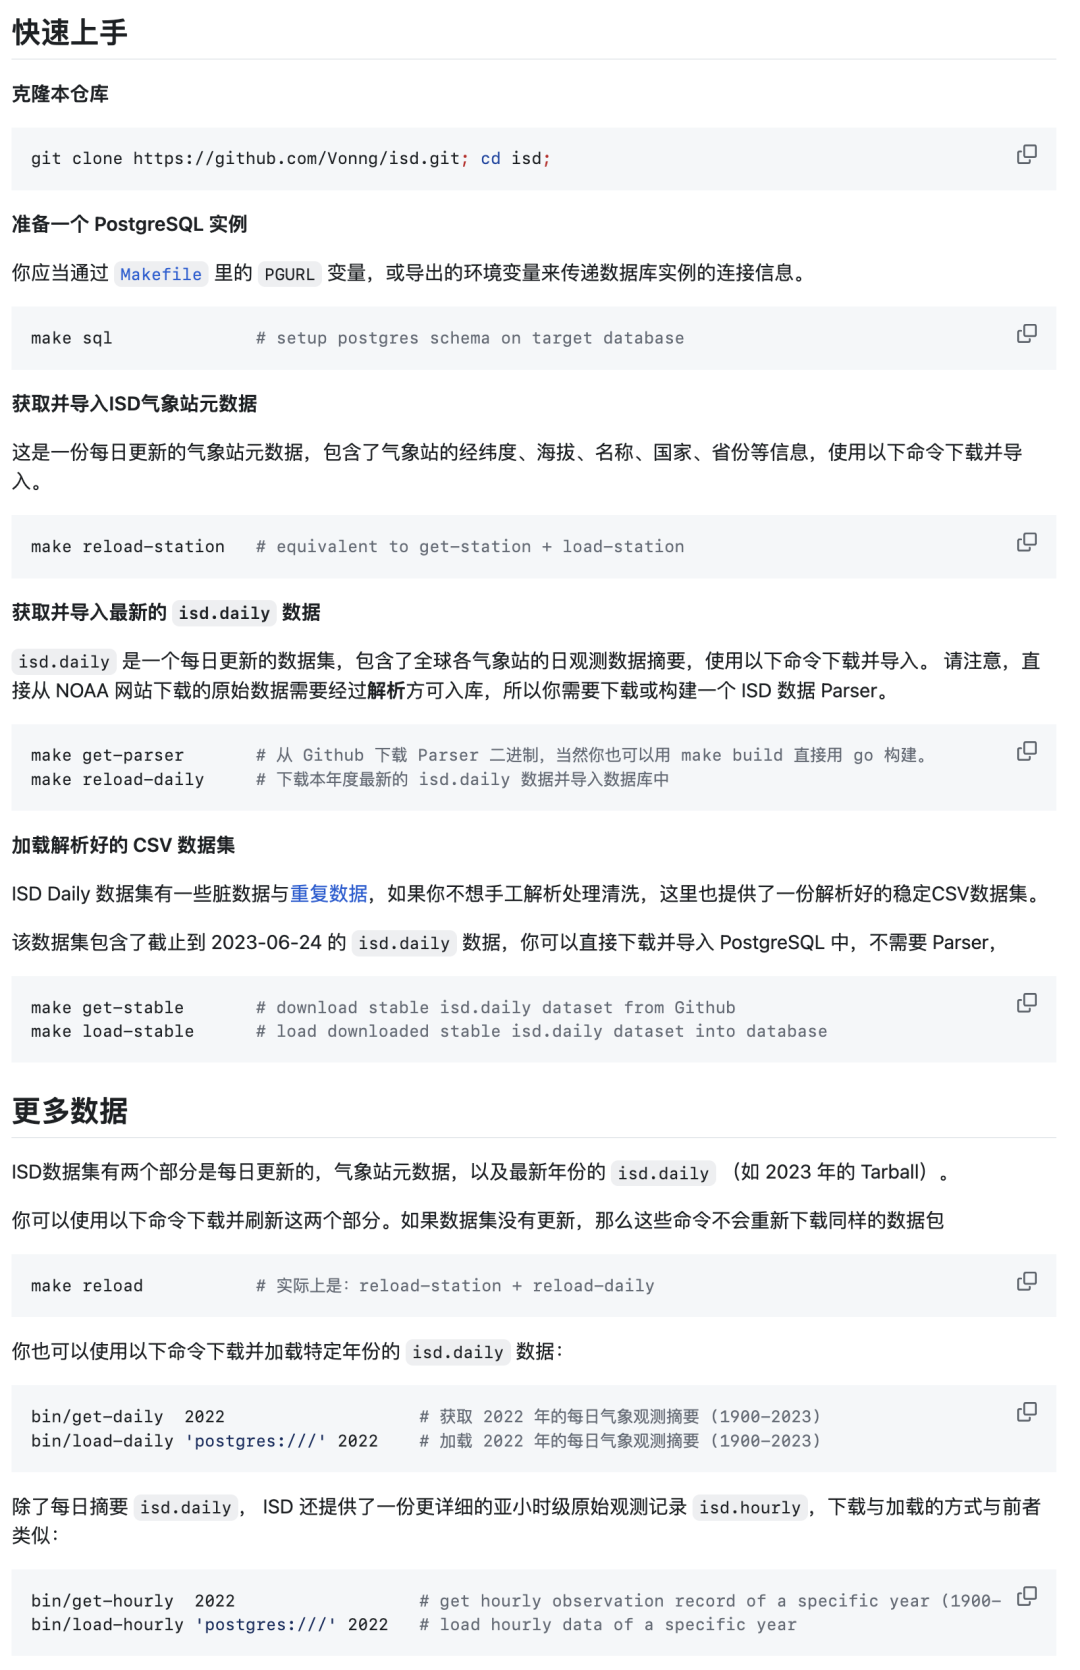 快速上手
克隆本仓库
git clone https://github.com/Vonng/isd.git; cd isd;
准备一个 PostgreSQL 实例
你应当通过 Makefile 里的 PGURL 变量，或导出的环境变量来传递数据库实例的连接信息。
make sql              # setup postgres schema on target database
获取并导入ISD气象站元数据
这是一份每日更新的气象站元数据，包含了气象站的经纬度、海拔、名称、国家、省份等信息，使用以下命令下载并导
入。
make reload-station   # equivalent to get-station + load-station
获取并导入最新的 isd.daily 数据
isd.daily 是一个每日更新的数据集，包含了全球各气象站的日观测数据摘要，使用以下命令下载并导入。 请注意，直
接从 NOAA 网站下载的原始数据需要经过解析方可入库，所以你需要下载或构建一个 ISD 数据 Parser。
make get-parser       # 从 Github 下载 Parser 二进制，当然你也可以用 make build 直接用 go 构建。
make reload-daily     # 下载本年度最新的 isd.daily 数据并导入数据库中
加载解析好的 CSV 数据集
ISD Daily 数据集有一些脏数据与重复数据，如果你不想手工解析处理清洗，这里也提供了一份解析好的稳定CSV数据集。
该数据集包含了截止到 2023-06-24 的 isd.daily 数据，你可以直接下载并导入 PostgreSQL 中，不需要 Parser，
make get-stable       # download stable isd.daily dataset from Github
make load-stable      # load downloaded stable isd.daily dataset into database
更多数据
ISD数据集有两个部分是每日更新的，气象站元数据，以及最新年份的 isd.daily （如 2023 年的 Tarball）。
你可以使用以下命令下载并刷新这两个部分。如果数据集没有更新，那么这些命令不会重新下载同样的数据包
make reload           # 实际上是：reload-station + reload-daily
你也可以使用以下命令下载并加载特定年份的 isd.daily 数据：
bin/get-daily  2022                   # 获取 2022 年的每日气象观测摘要 (1900-2023)
bin/load-daily 'postgres:///' 2022    # 加载 2022 年的每日气象观测摘要 (1900-2023)
除了每日摘要 isd.daily， ISD 还提供了一份更详细的亚小时级原始观测记录 isd.hourly，下载与加载的方式与前者
类似：
bin/get-hourly  2022                  # get hourly observation record of a specific year (1900-
bin/load-hourly 'postgres:///' 2022   # load hourly data of a specific year